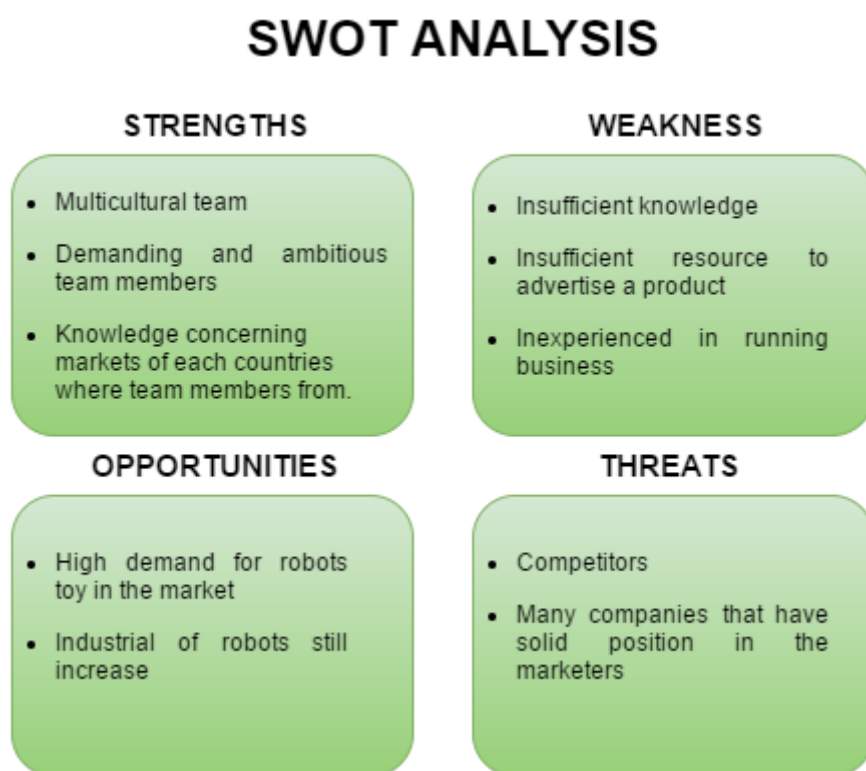 SWOT ANALYSIS
STRENGTHS
• Multicultural team
• Demanding and ambitious
team members
• Knowledge concerning
markets of each countries
where team members from.
WEAKNESS
• Insufficient knowledge
• Insufficient resource to
advertise a product
• Inexperienced in running
business
OPPORTUNITIES
• High demand for robots
toy in the market
• Industrial of robots still
increase
THREATS
• Competitors
• Many companies that have
solid position in the
marketers